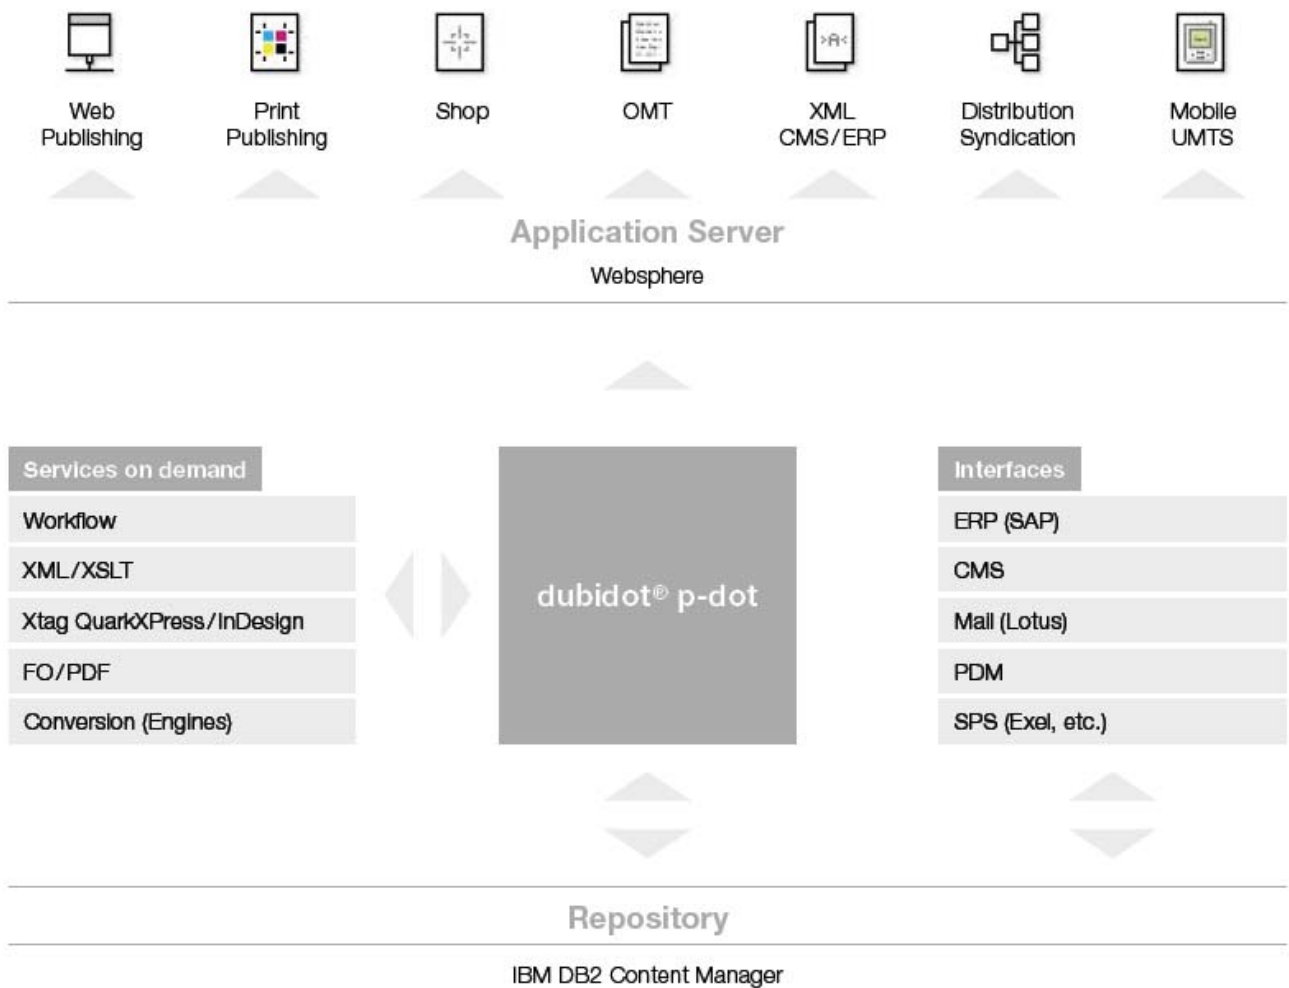 Web
Publishing
Print
Publishing
Shop
OMT
>A<
XML
CMS/ERP
Distribution
Syndication
Mobile
UMTS
Application Server
Websphere
Services on demand
Workflow
XML/XSLT
Xtag QuarkXPress/InDesign
FO/PDF
Conversion (Engines)
dubidot® p-dot
Interfaces
ERP (SAP)
CMS
Mail (Lotus)
PDM
SPS (Exel, etc.)
Repository
IBM DB2 Content Manager